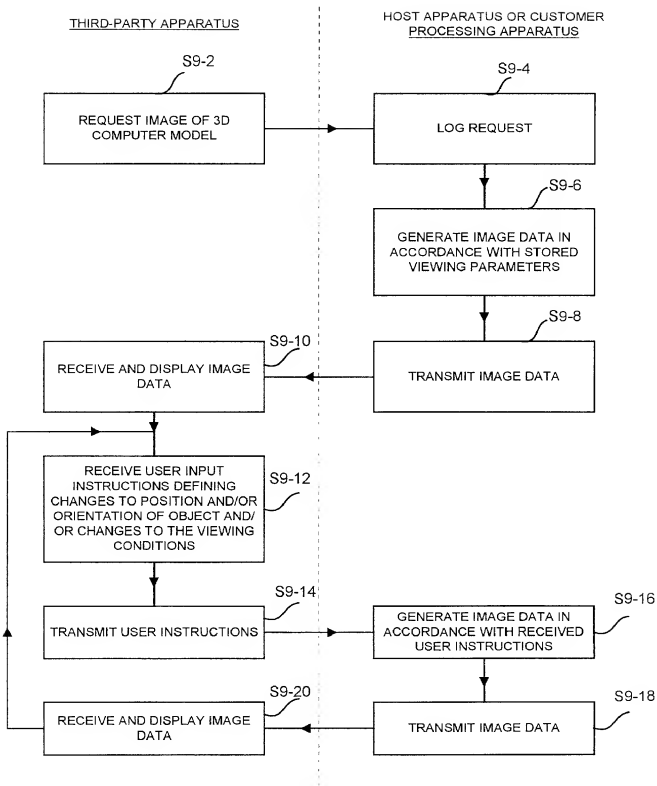 THIRD-PARTY APPARATUS
HOST APPARATUS OR CUSTOMER
PROCESSING APPARATUS
S9-2
REQUEST IMAGE OF 3D
COMPUTER MODEL
S9-4
LOG REQUEST
S9-6
GENERATE IMAGE DATA IN
ACCORDANCE WITH STORED
VIEWING PARAMETERS
S9-8
TRANSMIT IMAGE DATA
S9-10
RECEIVE AND DISPLAY IMAGE
DATA
S9-12
RECEIVE USER INPUT
INSTRUCTIONS DEFINING
CHANGES TO POSITION AND/OR
ORIENTATION OF OBJECT AND/
OR CHANGES TO THE VIEWING
CONDITIONS
S9-14
TRANSMIT USER INSTRUCTIONS
S9-16
GENERATE IMAGE DATA IN
ACCORDANCE WITH RECEIVED
USER INSTRUCTIONS
S9-18
TRANSMIT IMAGE DATA
S9-20
RECEIVE AND DISPLAY IMAGE
DATA